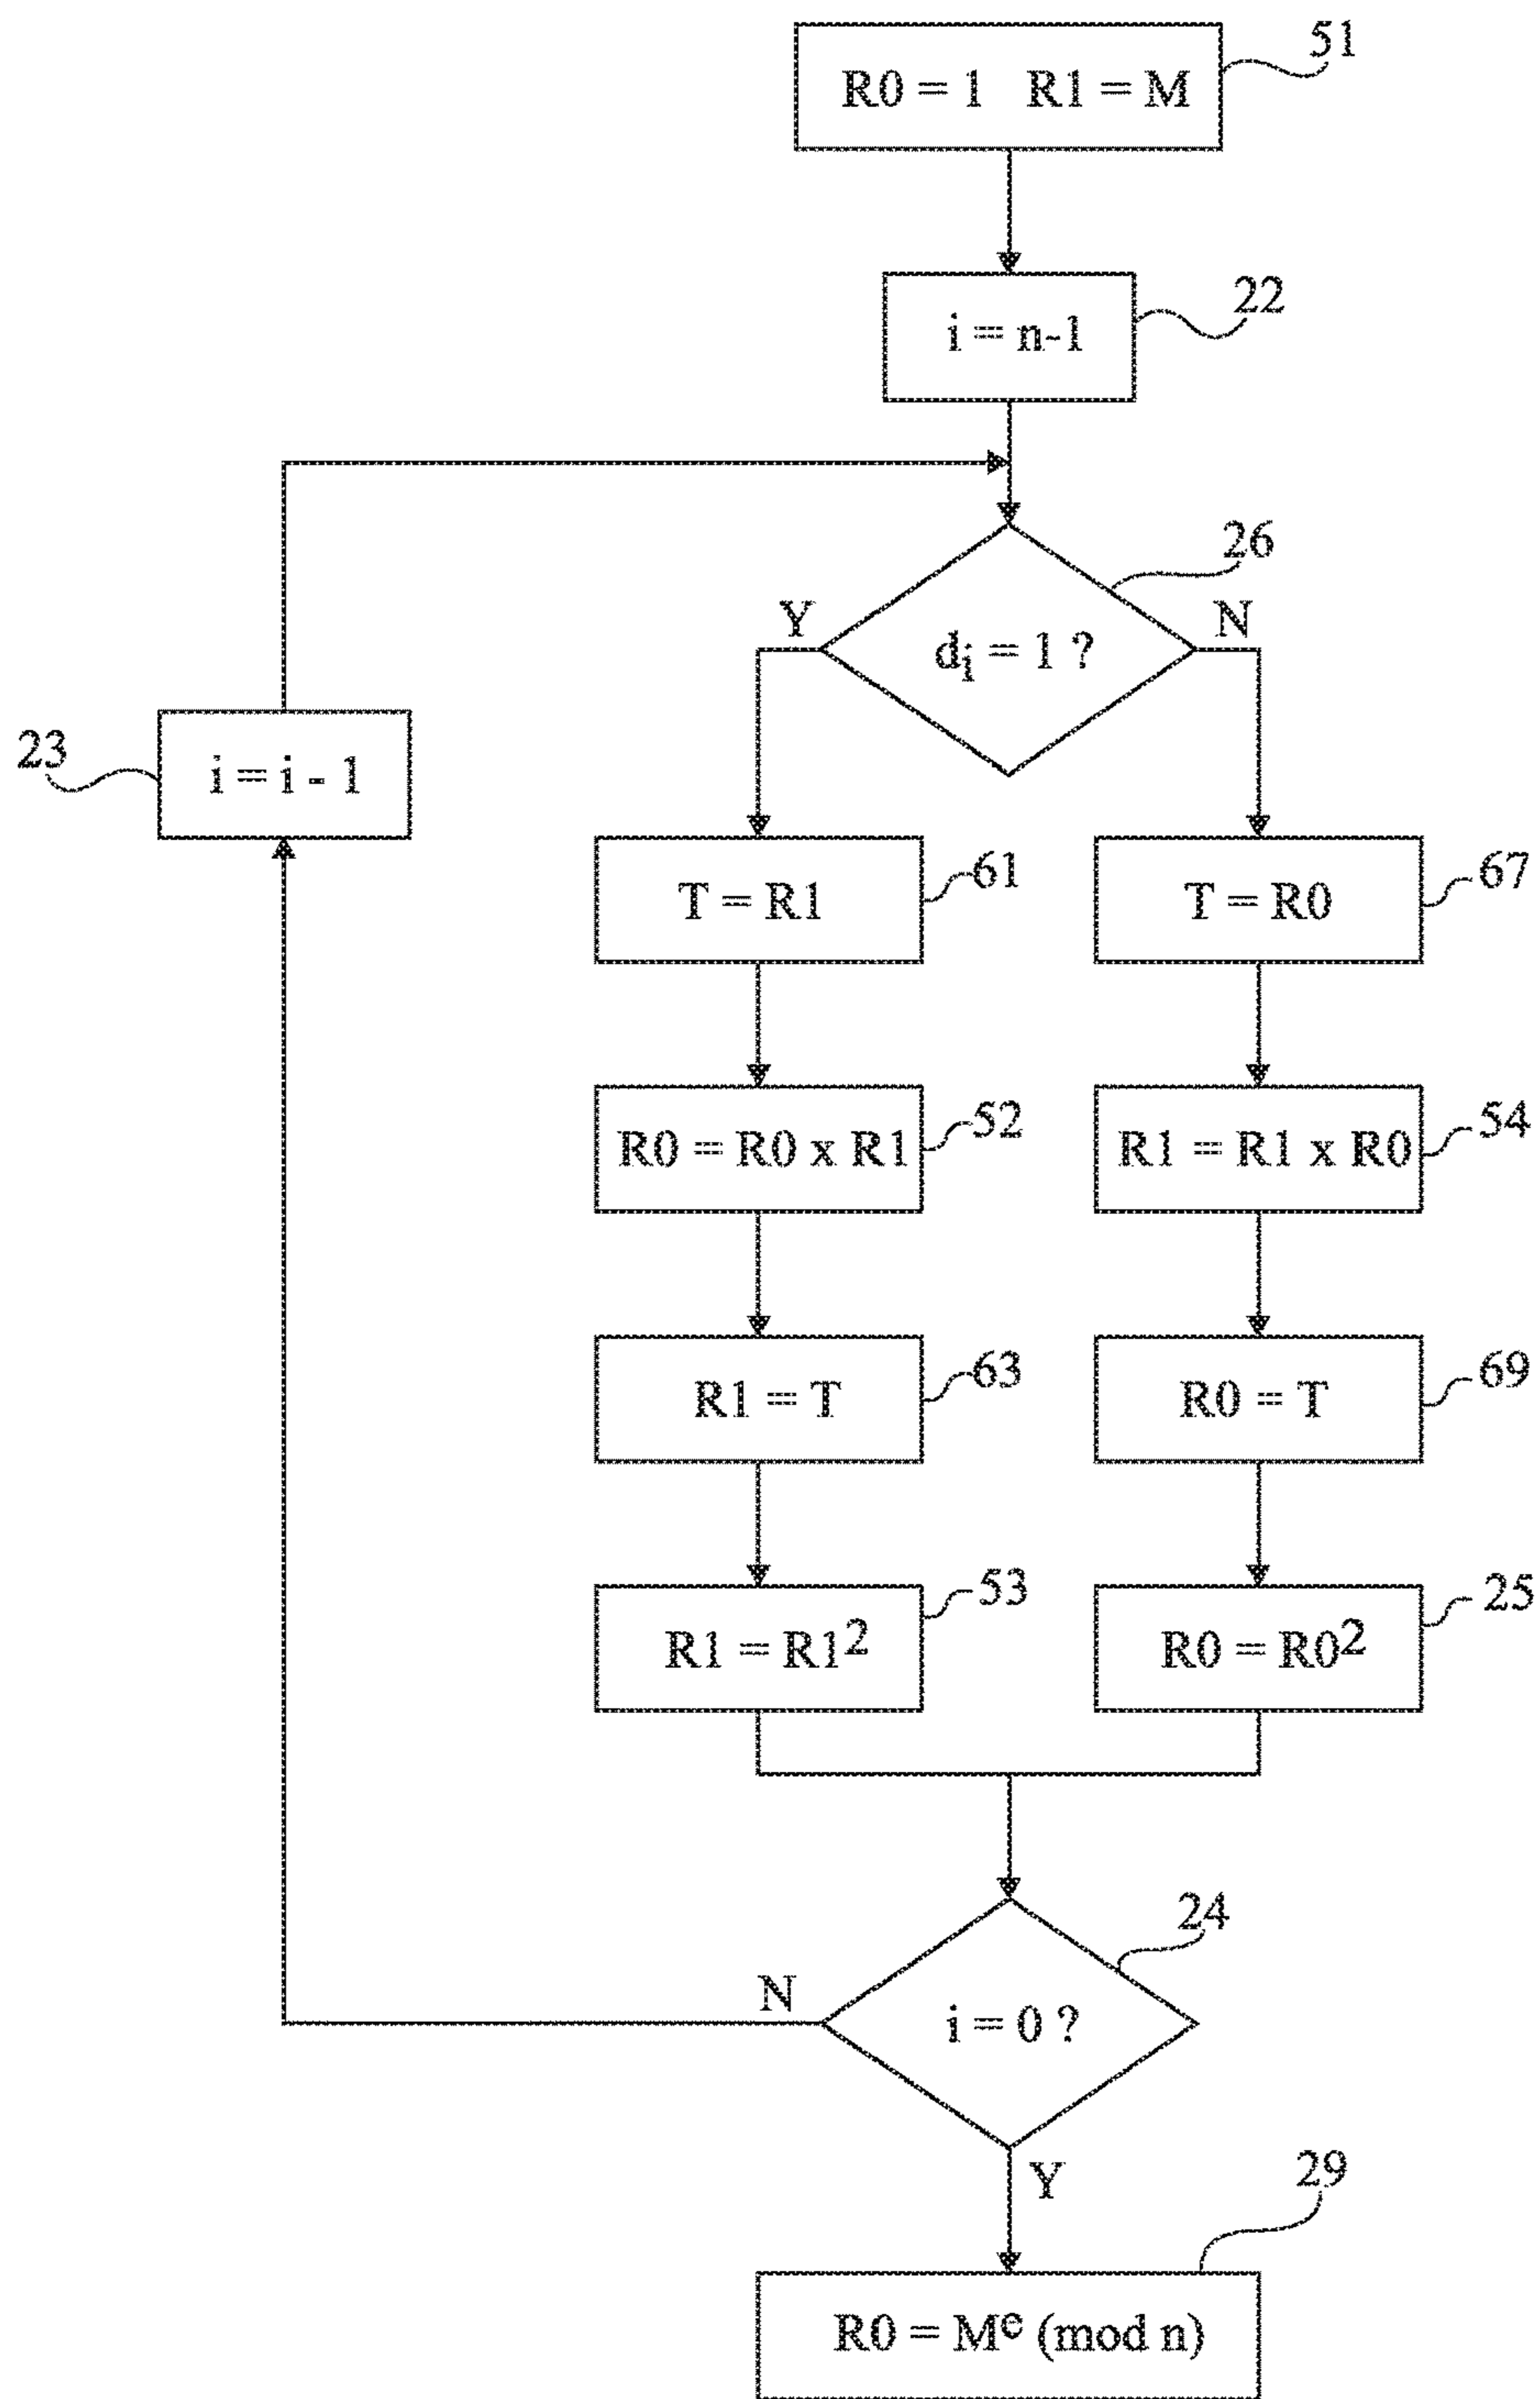 51
R0 = 1 R1 = M
22
i = n-1
26
Y
N
dᵢ = 1 ?
23
i = i - 1
61
67
T = R1
T = R0
52
54
R0 = R0 x R1
R1 = R1 x R0
63
69
R1 = T
R0 = T
53
25
R1 = R1²
R0 = R0²
24
N
i = 0 ?
Y
29
R0 = Mᵉ (mod n)